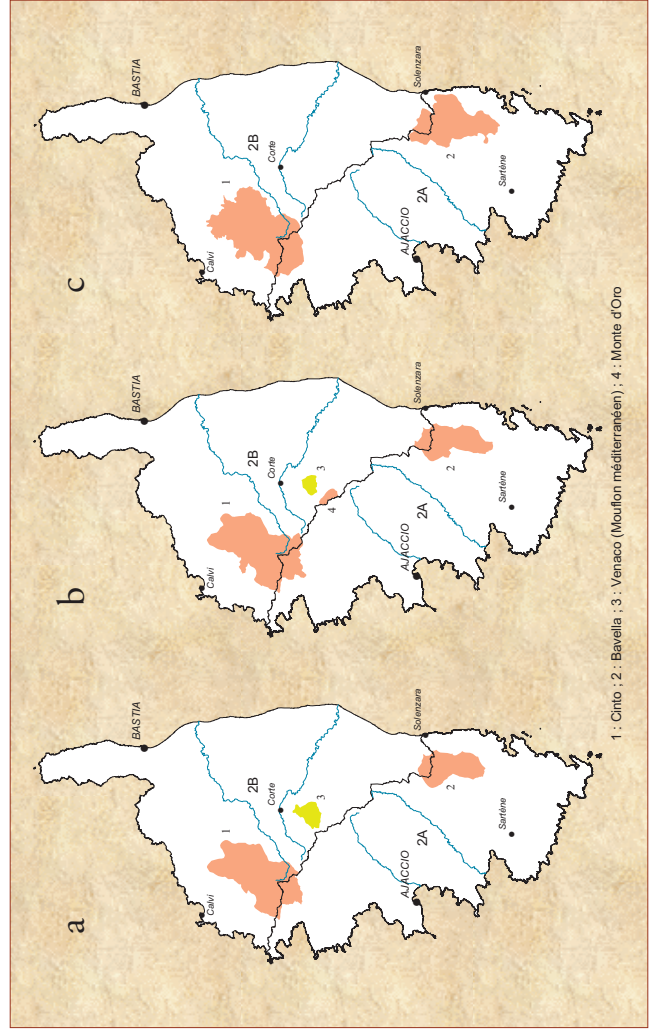 a
BASTIA
Calvi
1
2B
Corte
3
AJACCIO
2A
Solenzara
2
Sartène
b
BASTIA
Calvi
1
2B
Corte
3
4
AJACCIO
2A
Solenzara
2
Sartène
c
BASTIA
Calvi
1
2B
Corte
AJACCIO
2A
Solenzara
2
Sartène
1 : Cinto ; 2 : Bavella ; 3 : Venaco (Mouflon méditerranéen) ; 4 : Monte d'Oro